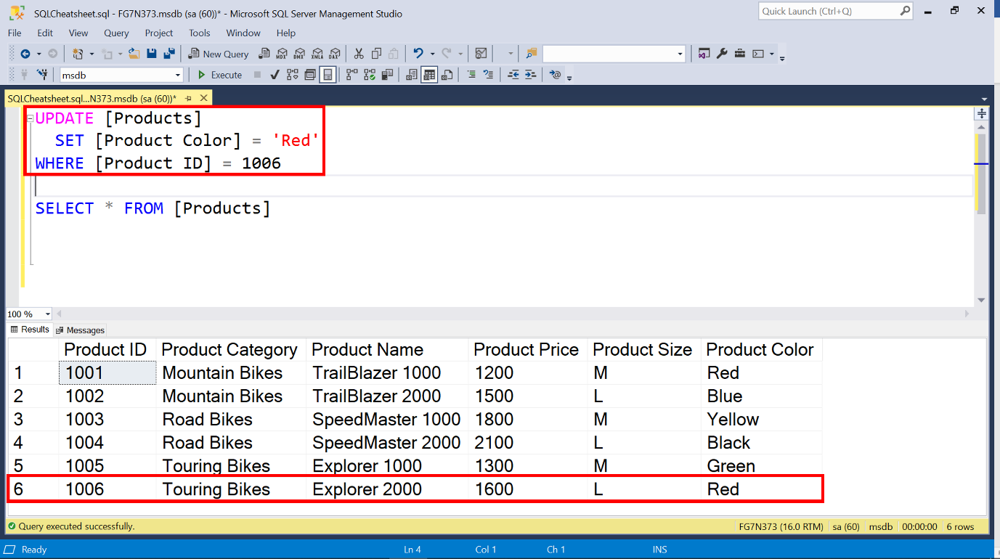 SQLCheatsheet.sql - FG7N373.msdb (sa (60))* - Microsoft SQL Server Management Studio
Quick Launch (Ctrl+Q)
File Edit View Query Project Tools Window Help
New Query MDX DMX XMLA DAX
msdb Execute
SQLCheatsheet.sql...N373.msdb (sa (60))*
UPDATE [Products]
SET [Product Color] = 'Red'
WHERE [Product ID] = 1006
SELECT * FROM [Products]
100 %
Results Messages
Product ID Product Category Product Name Product Price Product Size Product Color
1 1001 Mountain Bikes TrailBlazer 1000 1200 M Red
2 1002 Mountain Bikes TrailBlazer 2000 1500 L Blue
3 1003 Road Bikes SpeedMaster 1000 1800 M Yellow
4 1004 Road Bikes SpeedMaster 2000 2100 L Black
5 1005 Touring Bikes Explorer 1000 1300 M Green
6 1006 Touring Bikes Explorer 2000 1600 L Red
Query executed successfully. FG7N373 (16.0 RTM) sa (60) msdb 00:00:00 6 rows
Ready Ln 4 Col 1 Ch 1 INS